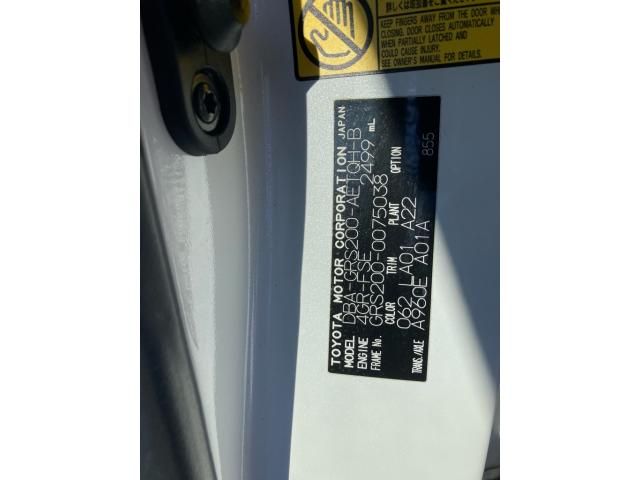 KEEP FINGERS AWAY FROM THE DOOR WHEN
CLOSING. DOOR CLOSES AUTOMATICALLY
WHEN PARTIALLY LATCHED AND
COULD CAUSE INJURY.
SEE OWNER'S MANUAL FOR DETAILS.
TOYOTA MOTOR CORPORATION JAPAN
MODEL DBA-GRS200-AETQH-B
ENGINE 4GR-FSE 2499 mL
FRAME No. GRS200-0075038
COLOR TRIM PLANT OPTION
062 LA01 A22 855
TRANS./AXLE A960E A01A